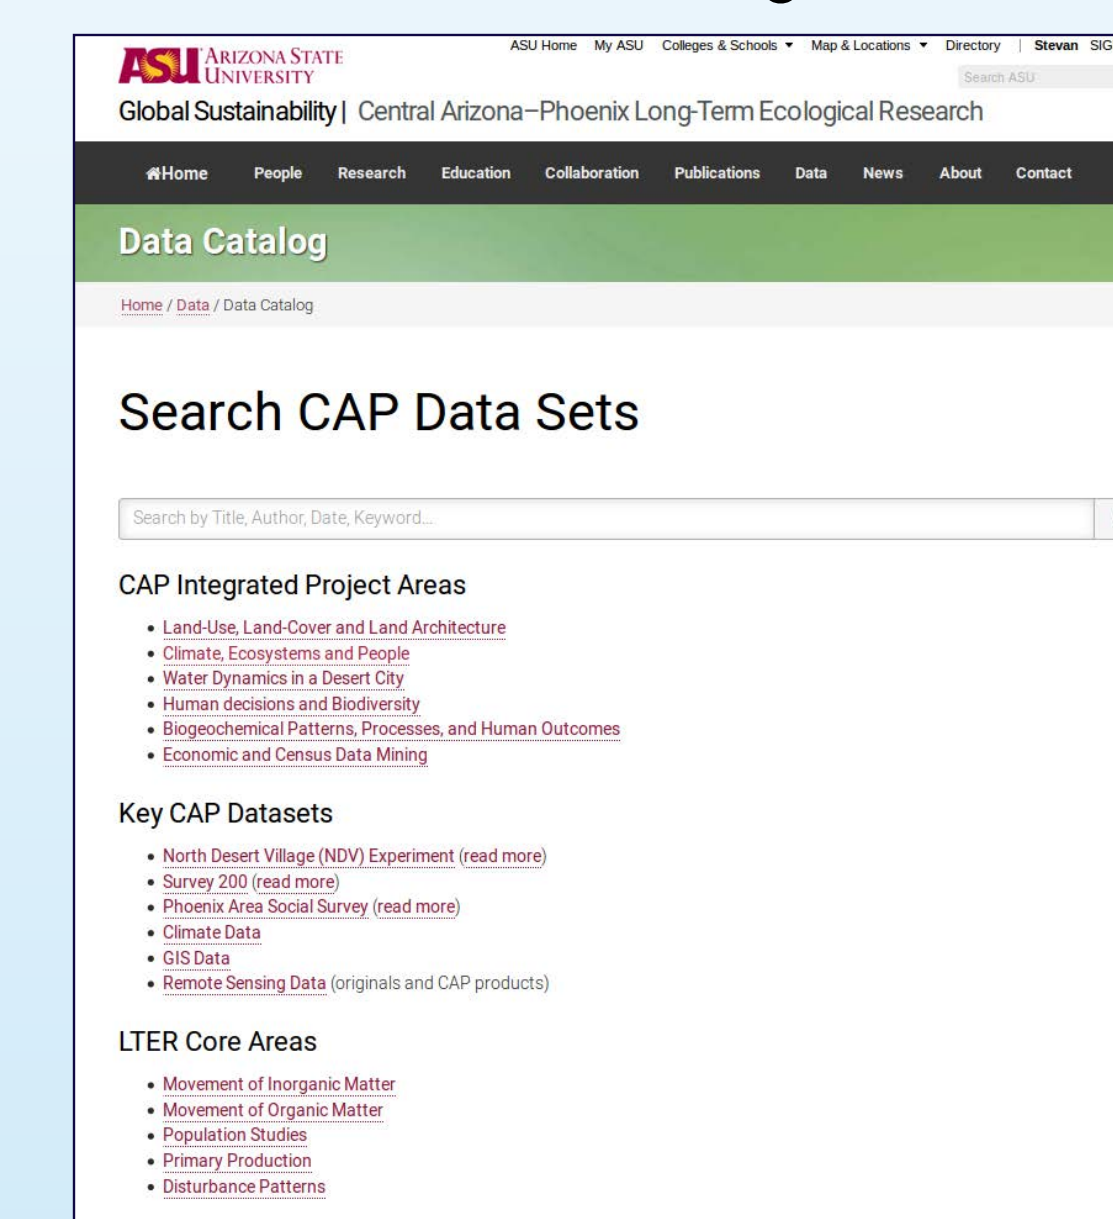 ASU Home My ASU Colleges & Schools Map & Locations Directory | Stevan SIG
ASU ARIZONA STATE
UNIVERSITY
Search ASU
Global Sustainability | Central Arizona–Phoenix Long-Term Ecological Research
Home People Research Education Collaboration Publications Data News About Contact
Data Catalog
Home / Data / Data Catalog
Search CAP Data Sets
Search by Title, Author, Date, Keyword...
CAP Integrated Project Areas
• Land-Use, Land-Cover and Land Architecture
• Climate, Ecosystems and People
• Water Dynamics in a Desert City
• Human decisions and Biodiversity
• Biogeochemical Patterns, Processes, and Human Outcomes
• Economic and Census Data Mining
Key CAP Datasets
• North Desert Village (NDV) Experiment (read more)
• Survey 200 (read more)
• Phoenix Area Social Survey (read more)
• Climate Data
• GIS Data
• Remote Sensing Data (originals and CAP products)
LTER Core Areas
• Movement of Inorganic Matter
• Movement of Organic Matter
• Population Studies
• Primary Production
• Disturbance Patterns